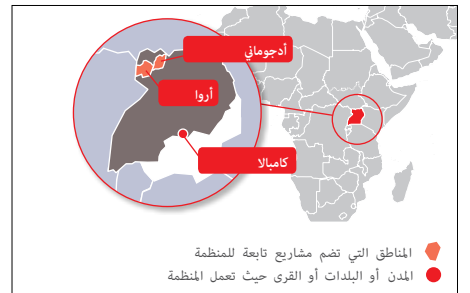 أدجوماني
أروا
كامبالا
المناطق التي تضم مشاريع تابعة للمنظمة
المدن أو البلدات أو القرى حيث تعمل المنظمة